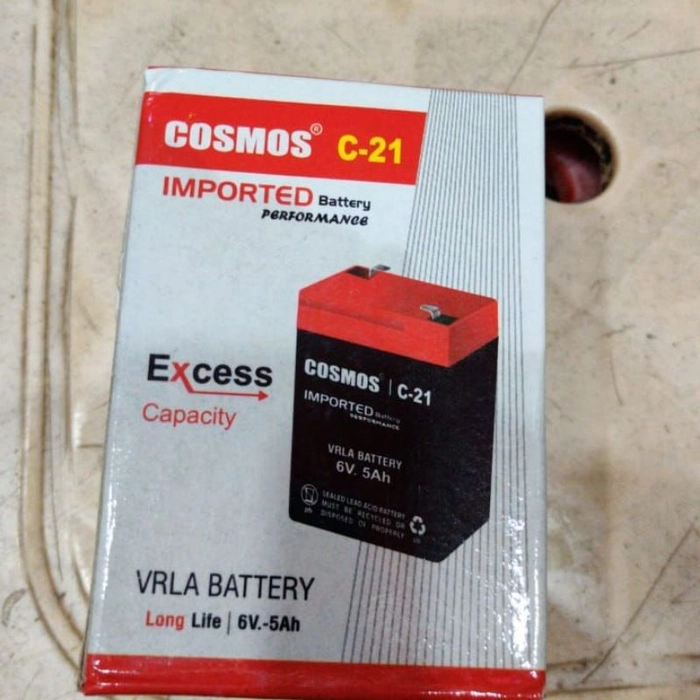 COSMOS® C-21
IMPORTED Battery
PERFORMANCE
Excess
Capacity
COSMOS | C-21
IMPORTED Battery
PERFORMANCE
VRLA BATTERY
6V. 5Ah
SEALED LEAD ACID BATTERY
MUST BE RECYCLED OR
DISPOSED OF PROPERLY
Pb
VRLA BATTERY
Long Life | 6V.-5Ah